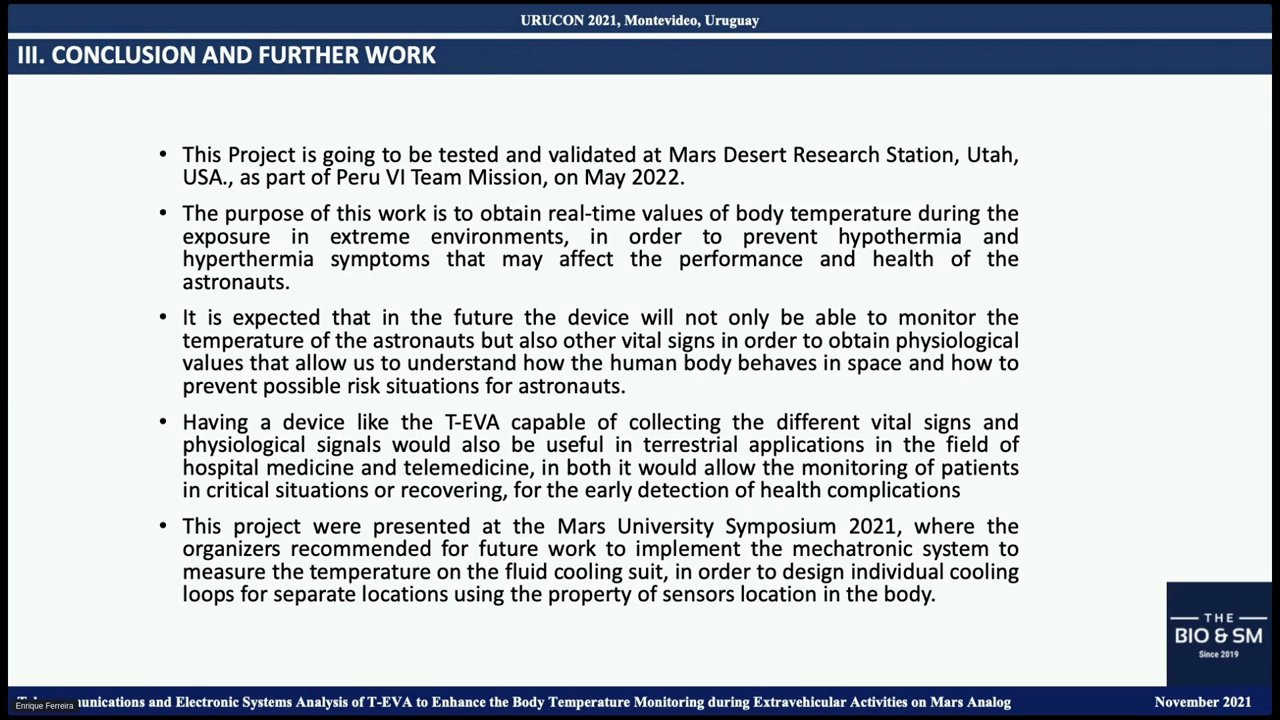 URUCON 2021, Montevideo, Uruguay
III. CONCLUSION AND FURTHER WORK
• This Project is going to be tested and validated at Mars Desert Research Station, Utah,
USA., as part of Peru VI Team Mission, on May 2022.
• The purpose of this work is to obtain real-time values of body temperature during the
exposure in extreme environments, in order to prevent hypothermia and
hyperthermia symptoms that may affect the performance and health of the
astronauts.
• It is expected that in the future the device will not only be able to monitor the
temperature of the astronauts but also other vital signs in order to obtain physiological
values that allow us to understand how the human body behaves in space and how to
prevent possible risk situations for astronauts.
• Having a device like the T-EVA capable of collecting the different vital signs and
physiological signals would also be useful in terrestrial applications in the field of
hospital medicine and telemedicine, in both it would allow the monitoring of patients
in critical situations or recovering, for the early detection of health complications
• This project were presented at the Mars University Symposium 2021, where the
organizers recommended for future work to implement the mechatronic system to
measure the temperature on the fluid cooling suit, in order to design individual cooling
loops for separate locations using the property of sensors location in the body.
THE
BIO & SM
Since 2019
and Electronic Systems Analysis of T-EVA to Enhance the Body Temperature Monitoring during Extravehicular Activities on Mars Analog
November 2021
Enrique Ferreira